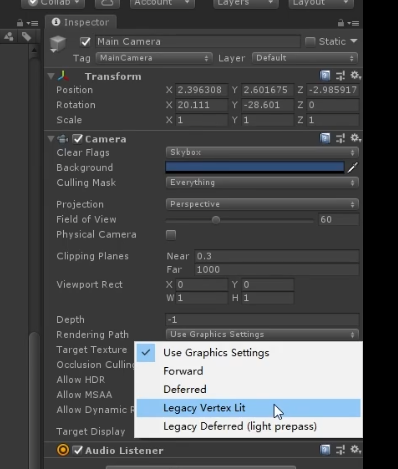 Collab Account Layers Layout
Inspector
Main Camera Static
Tag MainCamera Layer Default
Transform
Position X 2.396308 Y 2.601675 Z -2.985917
Rotation X 20.111 Y -28.601 Z 0
Scale X 1 Y 1 Z 1
Camera
Clear Flags Skybox
Background
Culling Mask Everything
Projection Perspective
Field of View 60
Physical Camera
Clipping Planes Near 0.3
Far 1000
Viewport Rect X 0 Y 0
W 1 H 1
Depth -1
Rendering Path Use Graphics Settings
Target Texture
Use Graphics Settings
Occlusion Culling
Forward
Allow HDR
Deferred
Allow MSAA
Legacy Vertex Lit
Allow Dynamic R
Legacy Deferred (light prepass)
Target Display
Audio Listener